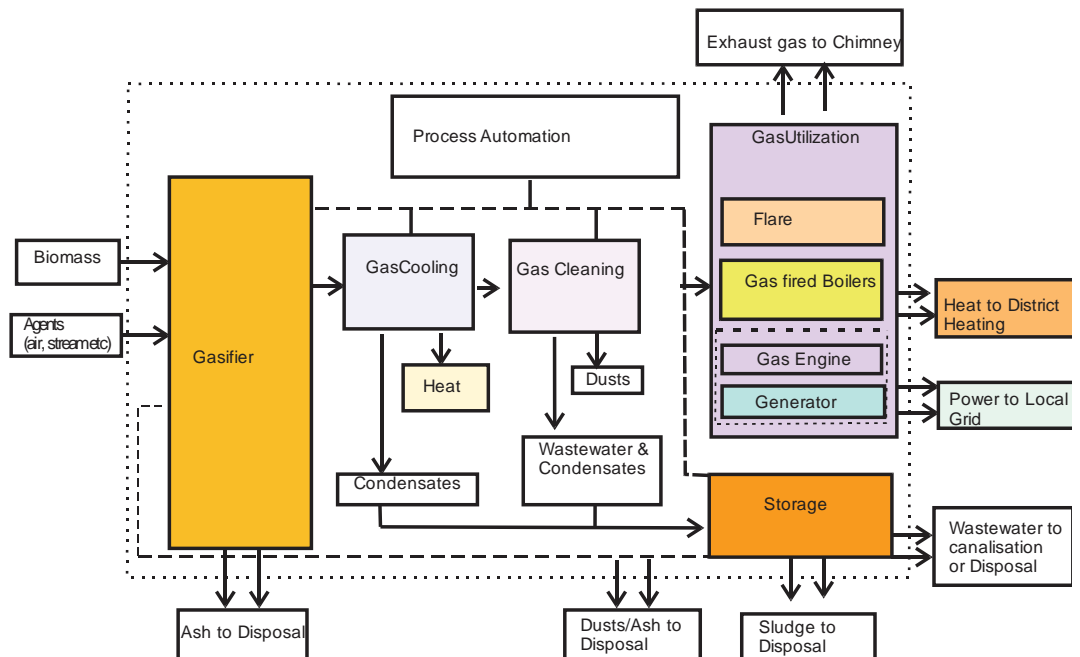 Exhaust gas to Chimney
Process Automation
GasUtilization
Flare
Biomass
GasCooling
Gas Cleaning
Gas fired Boilers
Heat to District
Heating
Agents
(air, streametc)
Gasifier
Gas Engine
Heat
Dusts
Generator
Power to Local
Grid
Wastewater &
Condensates
Condensates
Storage
Wastewater to
canalisation
or Disposal
Ash to Disposal
Dusts/Ash to
Disposal
Sludge to
Disposal